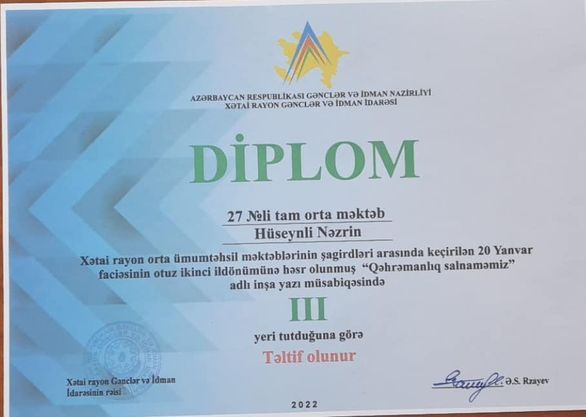 AZƏRBAYCAN RESPUBLİKASI GƏNCLƏR VƏ İDMAN NAZİRLİYİ
XƏTAİ RAYON GƏNCLƏR VƏ İDMAN İDARƏSİ
DİPLOM
27 №li tam orta məktəb
Hüseynli Nəzrin
Xətai rayon orta ümumtəhsil məktəblərinin şagirdləri arasında keçirilən 20 Yanvar
faciəsinin otuz ikinci ildönümünə həsr olunmuş “Qəhrəmanlıq salnaməmiz”
adlı inşa yazı müsabiqəsində
III
yeri tutduğuna görə
Təltif olunur
Xətai rayon Gənclər və İdman
İdarəsinin rəisi
Ə.S. Rzayev
2022